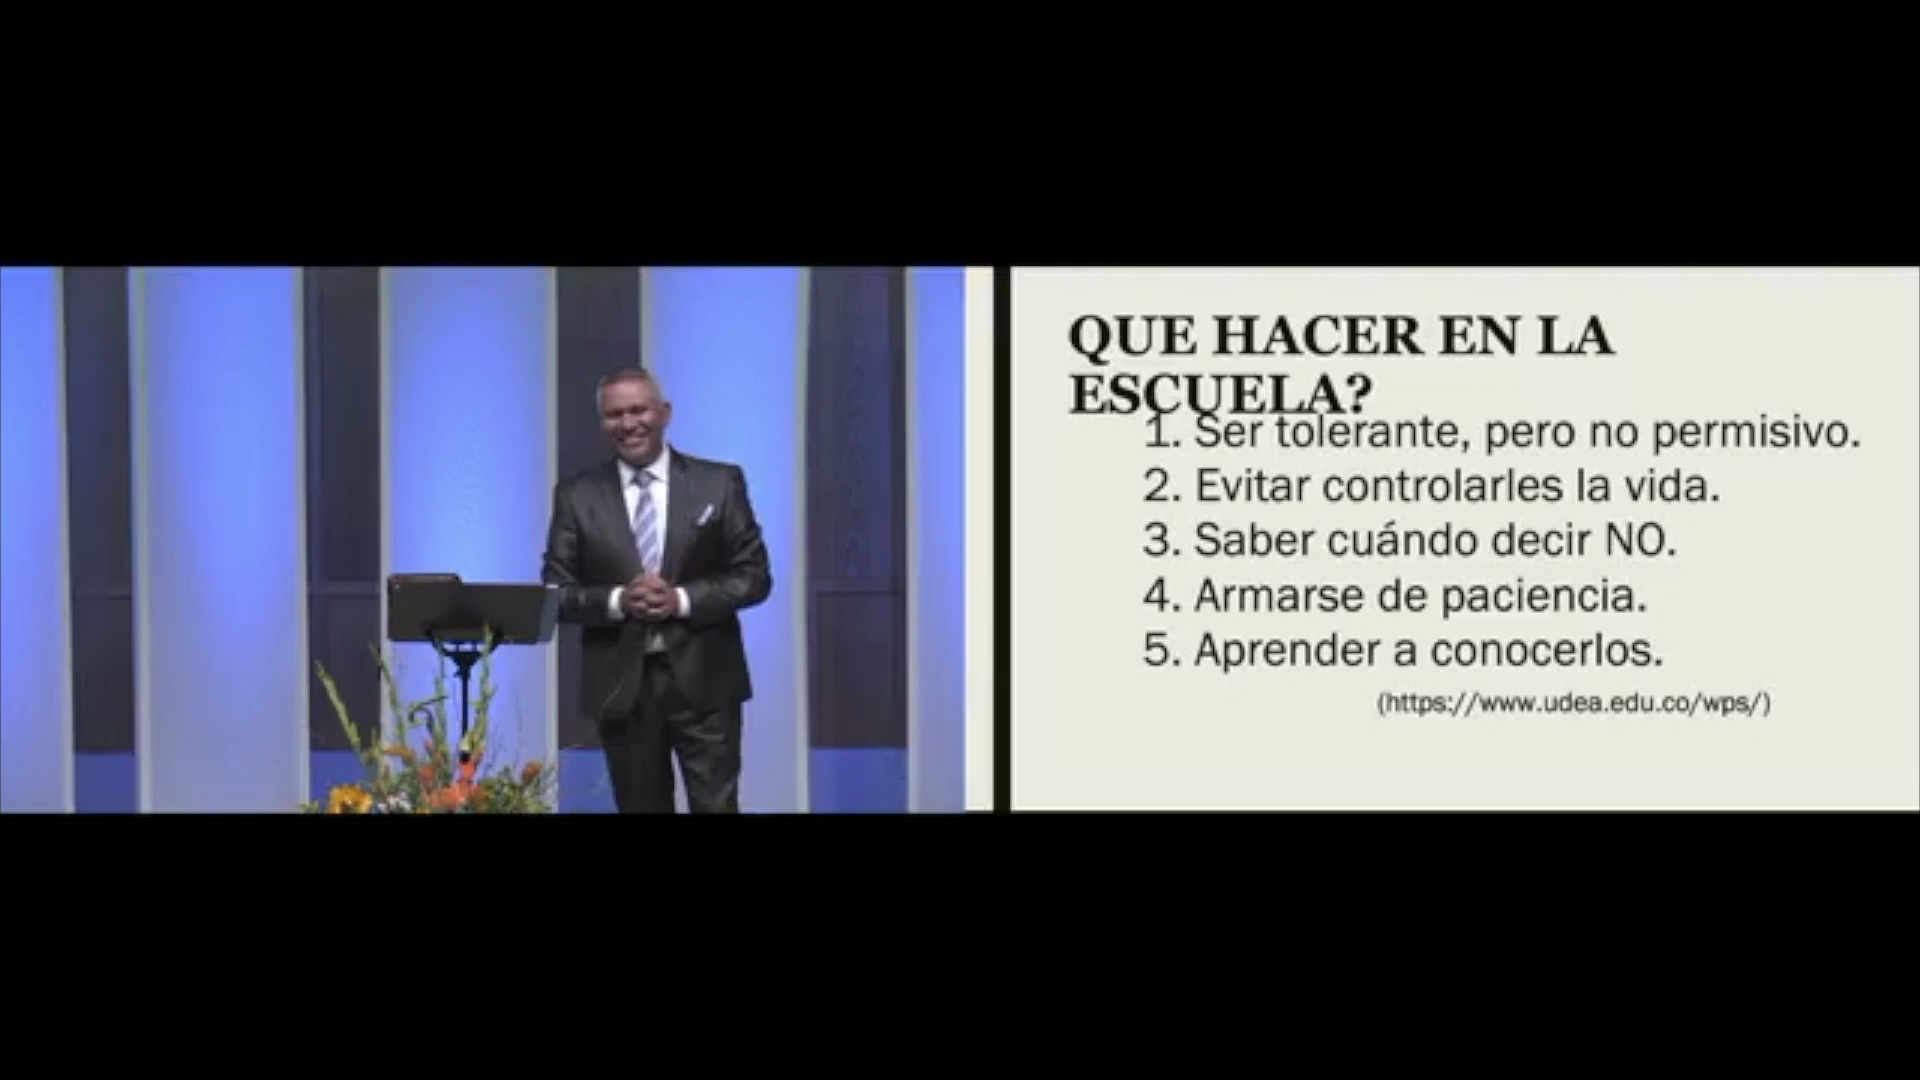 QUE HACER EN LA
ESCUELA?
1. Ser tolerante, pero no permisivo.
2. Evitar controlarles la vida.
3. Saber cuándo decir NO.
4. Armarse de paciencia.
5. Aprender a conocerlos.
(https://www.udea.edu.co/wps/)